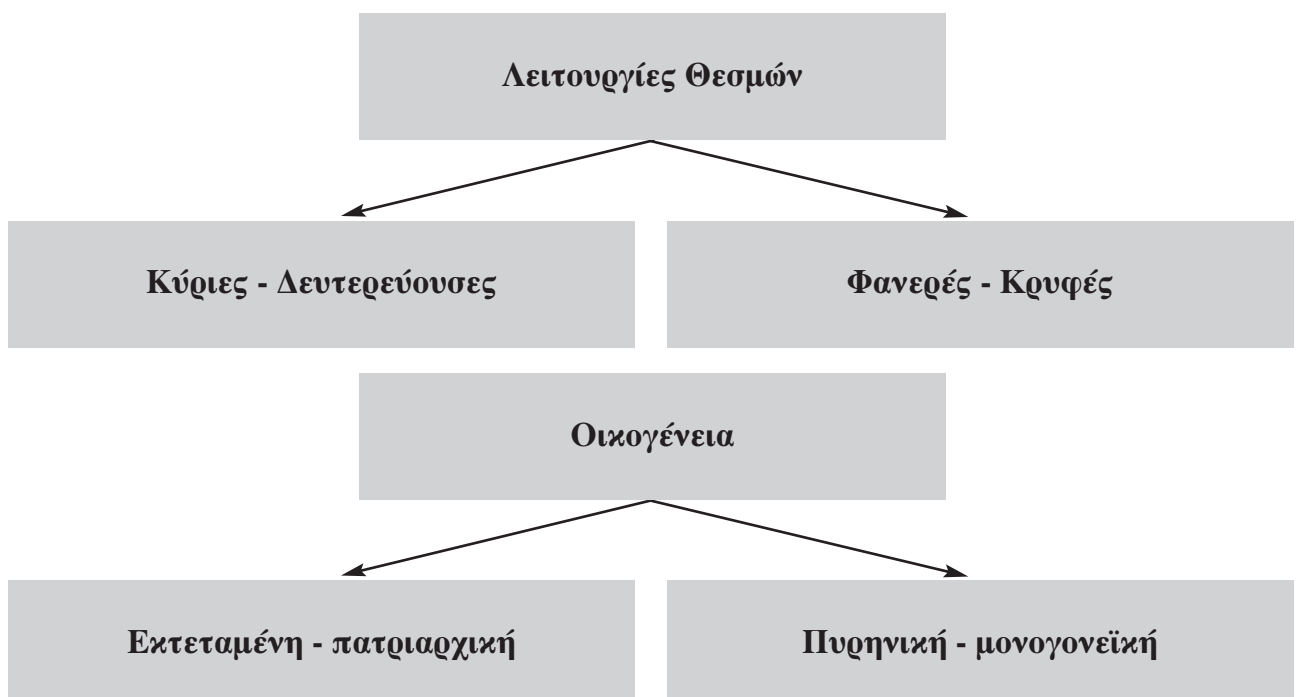 Λειτουργίες Θεσμών
Κύριες - Δευτερεύουσες
Φανερές - Κρυφές
Οικογένεια
Εκτεταμένη - πατριαρχική
Πυρηνική - μονογονεϊκή